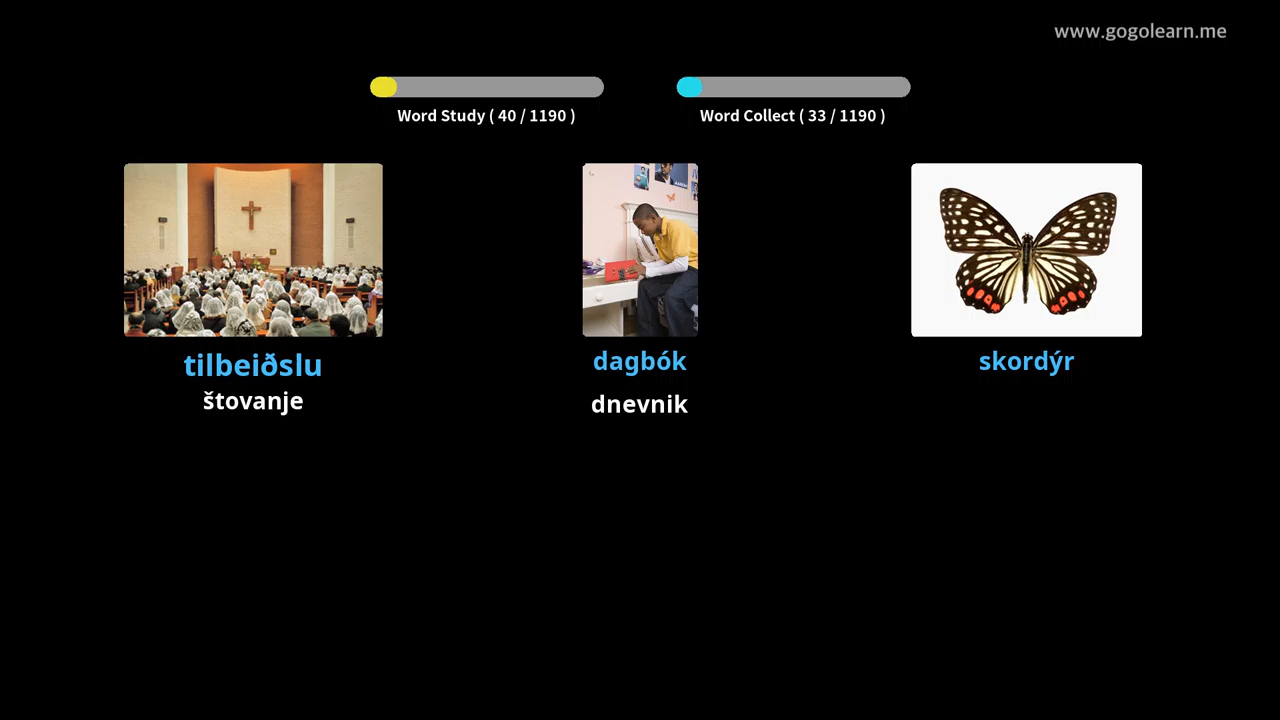 www.gogolearn.me
Word Study ( 40 / 1190 )
Word Collect ( 33 / 1190 )
tilbeiðslu
štovanje
dagbók
dnevnik
skordýr